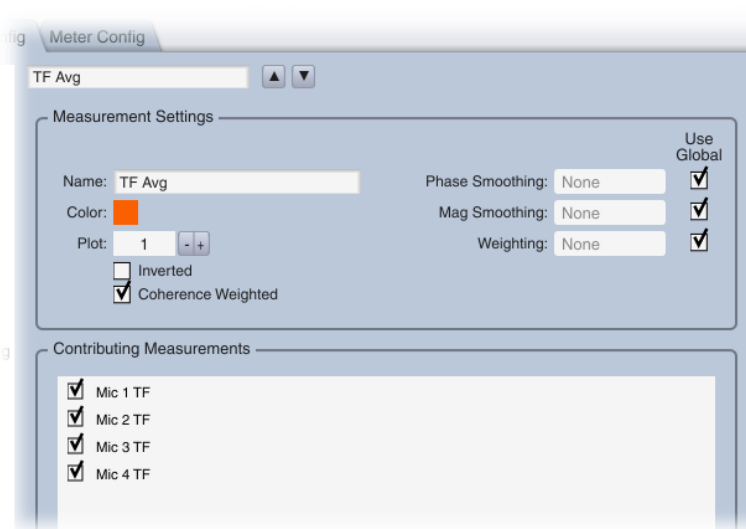 Meter Config
TF Avg
Measurement Settings
Use
Global
Name: TF Avg
Phase Smoothing: None
Color:
Mag Smoothing: None
Plot: 1 - +
Weighting: None
Inverted
Coherence Weighted
Contributing Measurements
Mic 1 TF
Mic 2 TF
Mic 3 TF
Mic 4 TF